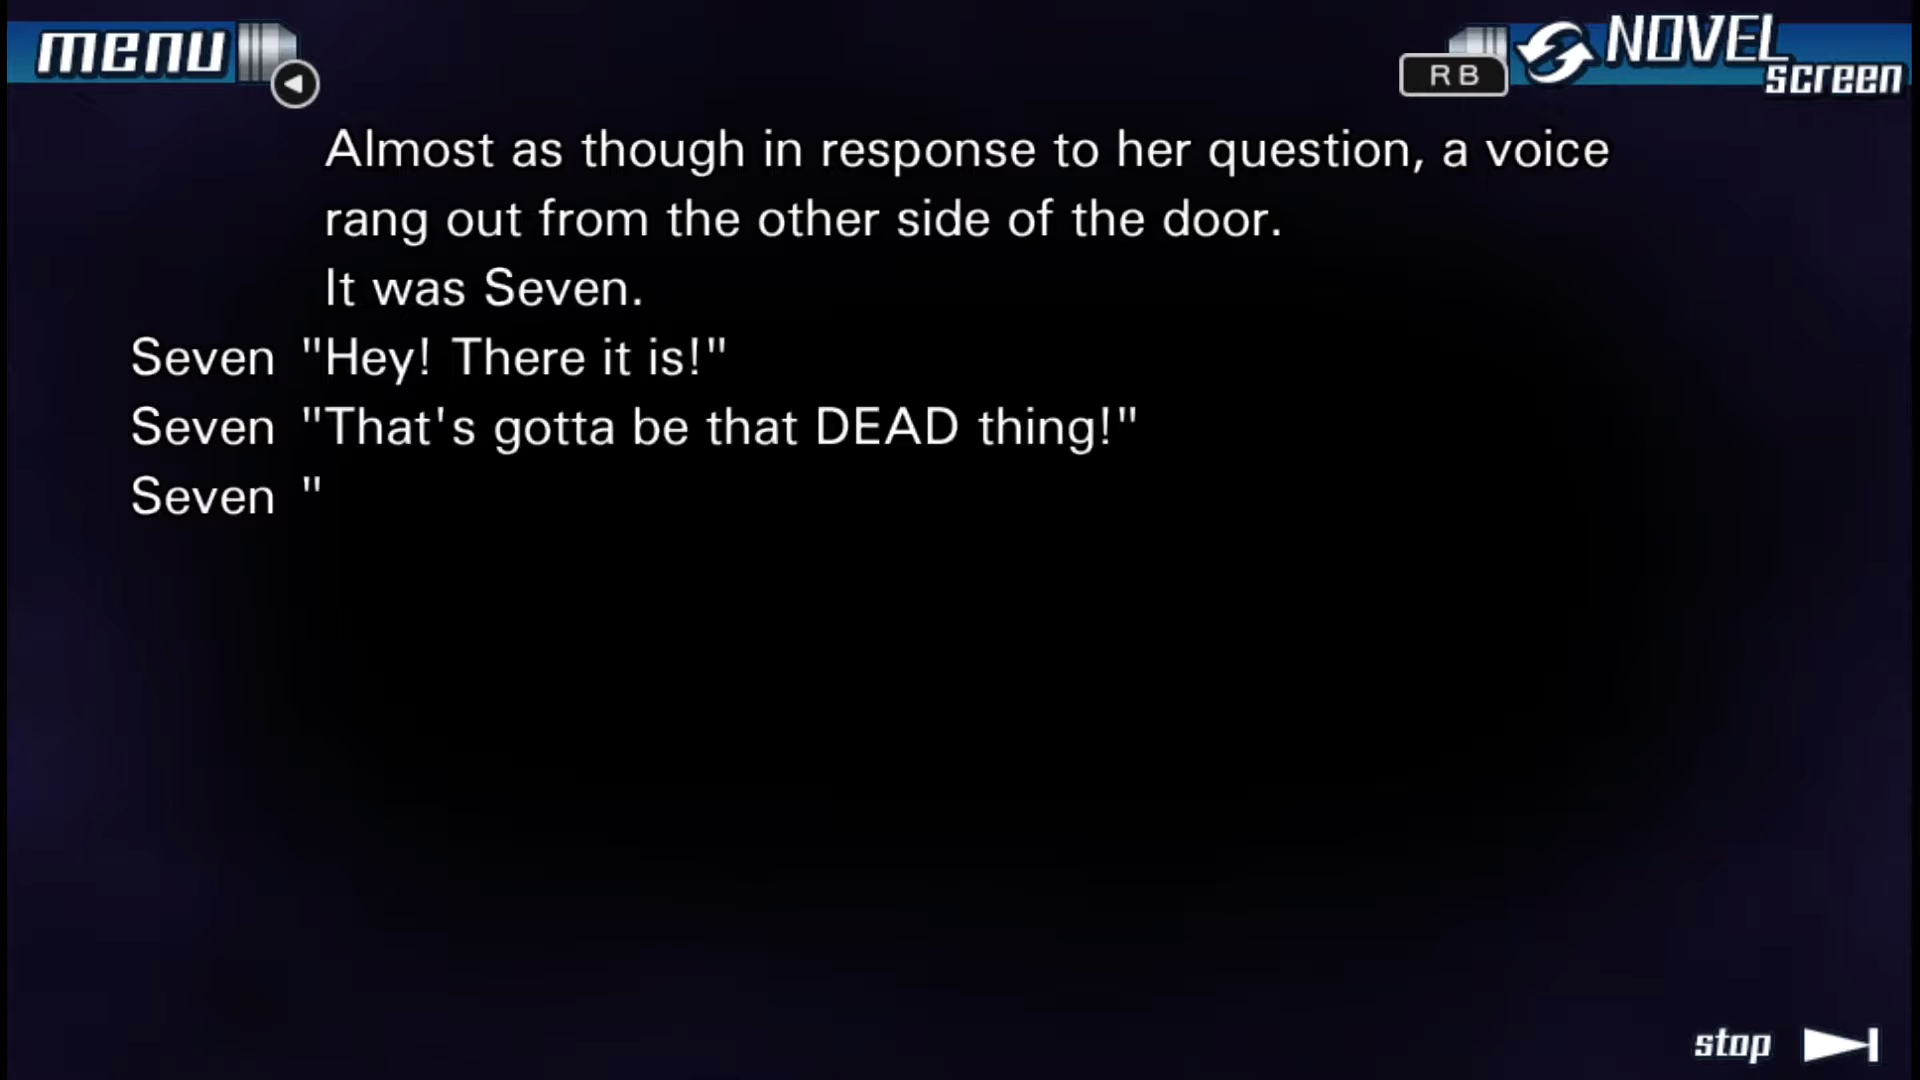 menu
RB
NOVEL
screen
Almost as though in response to her question, a voice
rang out from the other side of the door.
It was Seven.
Seven "Hey! There it is!"
Seven "That's gotta be that DEAD thing!"
Seven "
stop